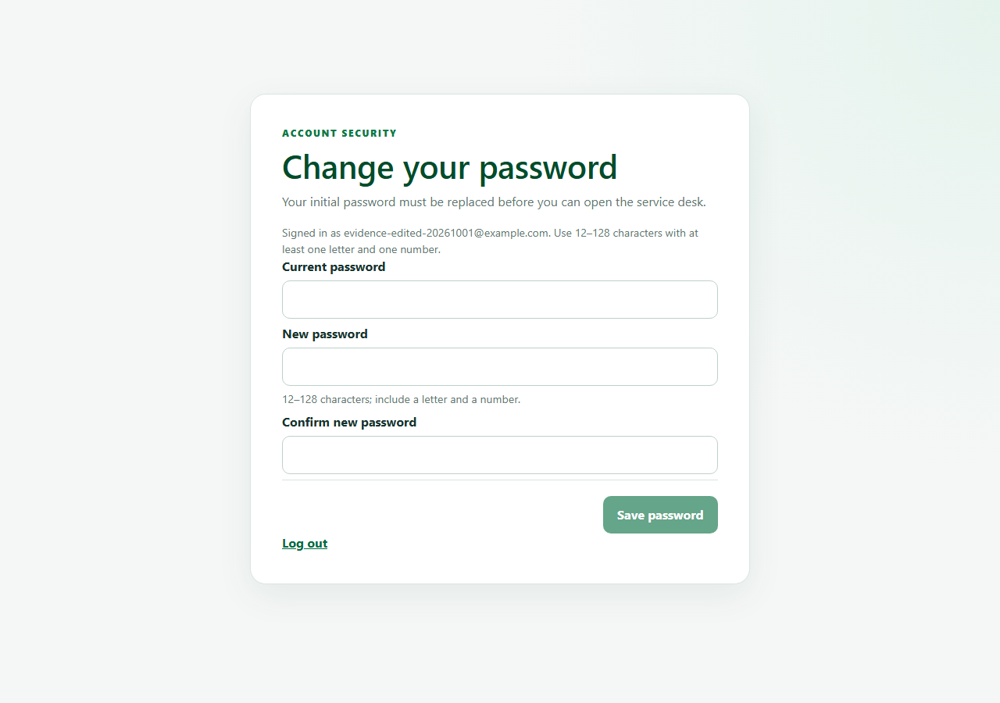 ACCOUNT SECURITY
Change your password
Your initial password must be replaced before you can open the service desk.
Signed in as evidence-edited-20261001@example.com. Use 12–128 characters with at
least one letter and one number.
Current password
New password
12–128 characters; include a letter and a number.
Confirm new password
Save password
Log out